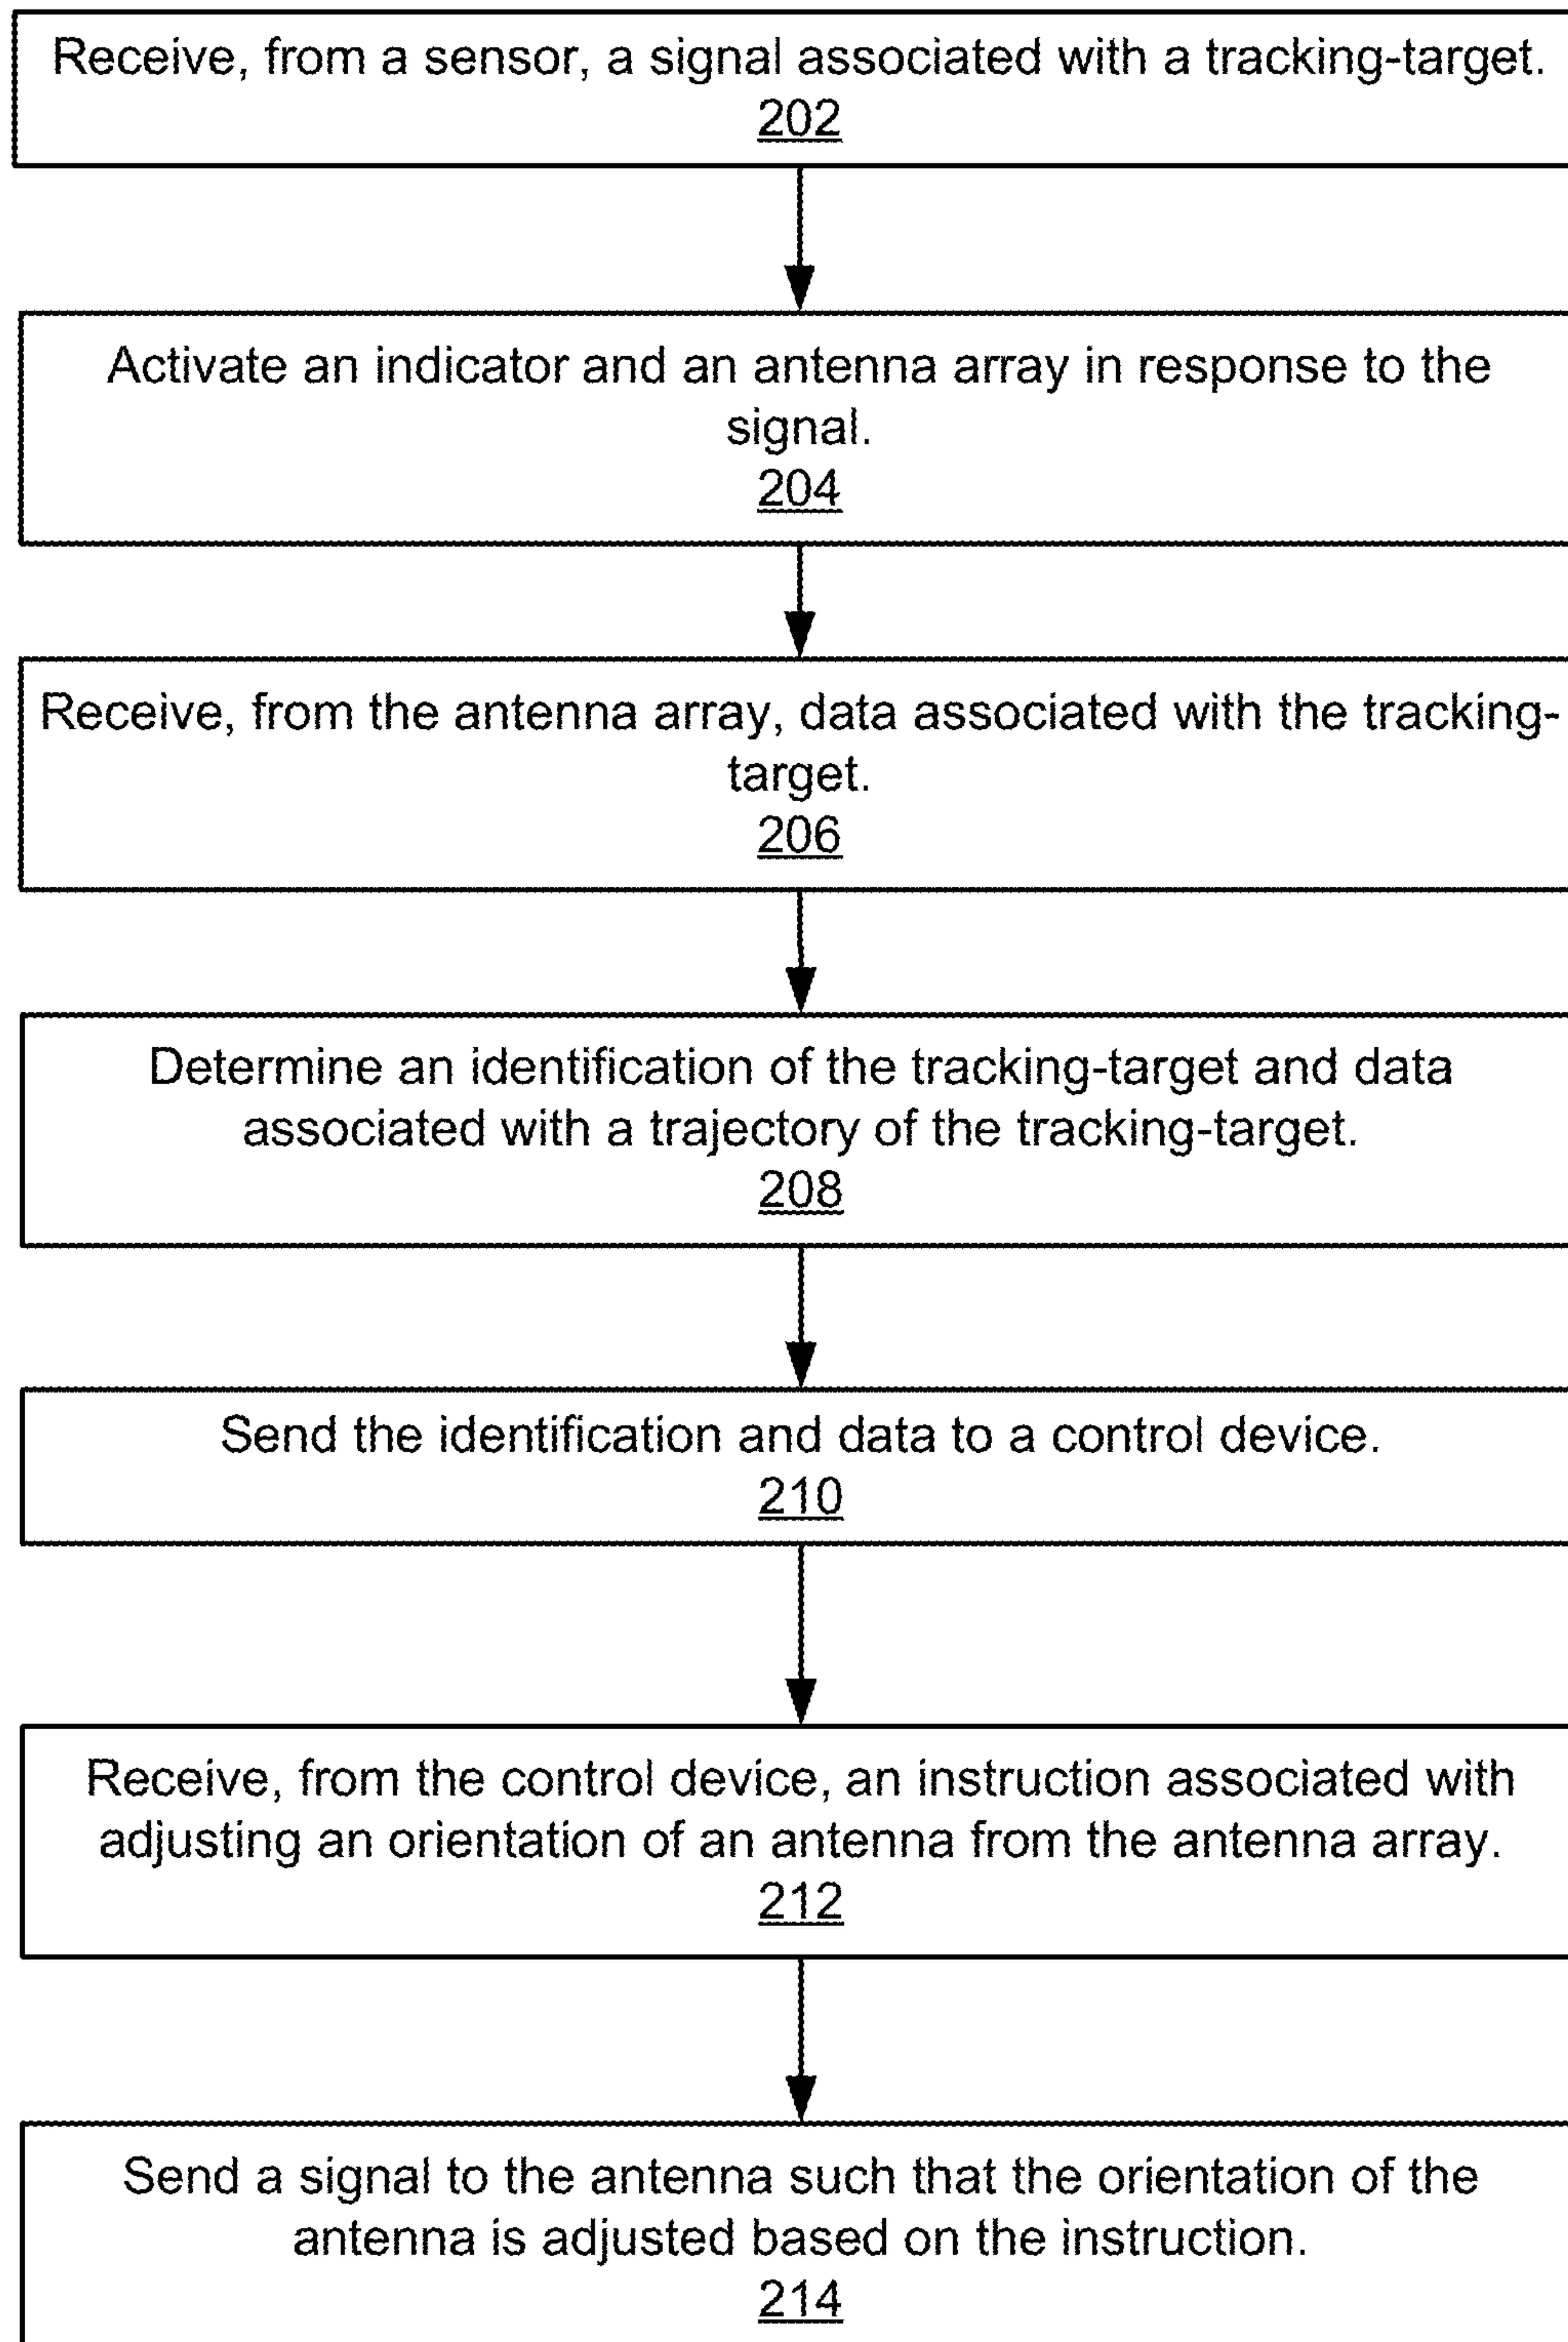 Receive, from a sensor, a signal associated with a tracking-target.
202
Activate an indicator and an antenna array in response to the
signal.
204
Receive, from the antenna array, data associated with the tracking-
target.
206
Determine an identification of the tracking-target and data
associated with a trajectory of the tracking-target.
208
Send the identification and data to a control device.
210
Receive, from the control device, an instruction associated with
adjusting an orientation of an antenna from the antenna array.
212
Send a signal to the antenna such that the orientation of the
antenna is adjusted based on the instruction.
214